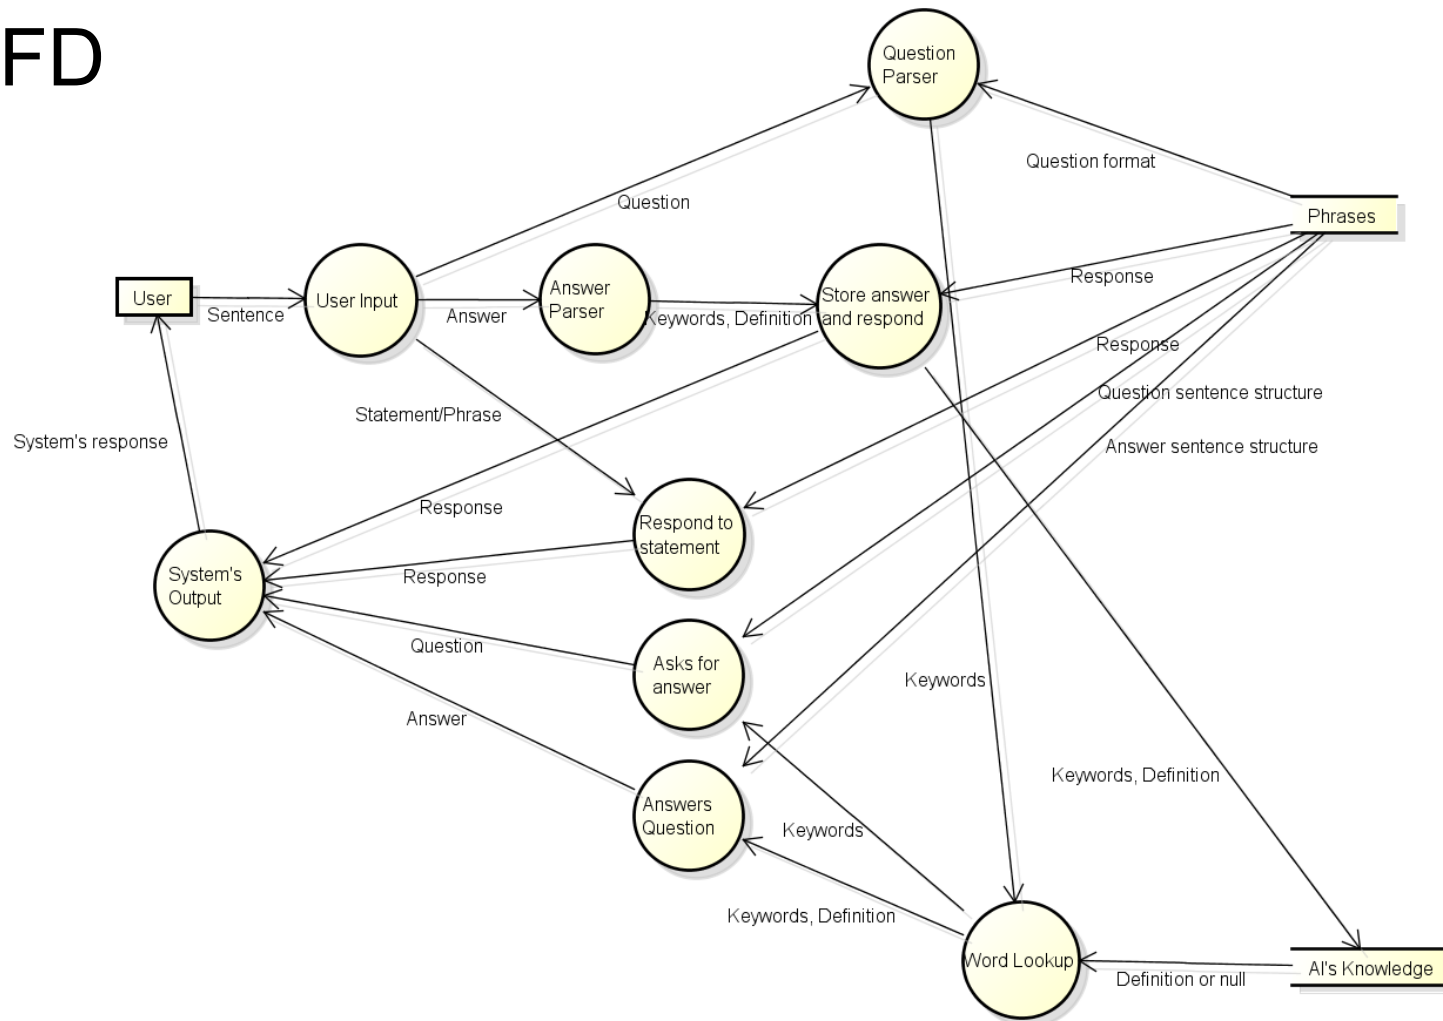 FD
Question
Parser
Question format
Question
Phrases
User
Sentence
User Input
Answer
Answer
Parser
Keywords, Definition
Store answer
and respond
Response
Response
Question sentence structure
Answer sentence structure
Statement/Phrase
System's response
Response
Respond to
statement
System's
Output
Response
Question
Asks for
answer
Keywords
Answer
Answers
Question
Keywords, Definition
Keywords
Keywords, Definition
Word Lookup
Definition or null
AI's Knowledge